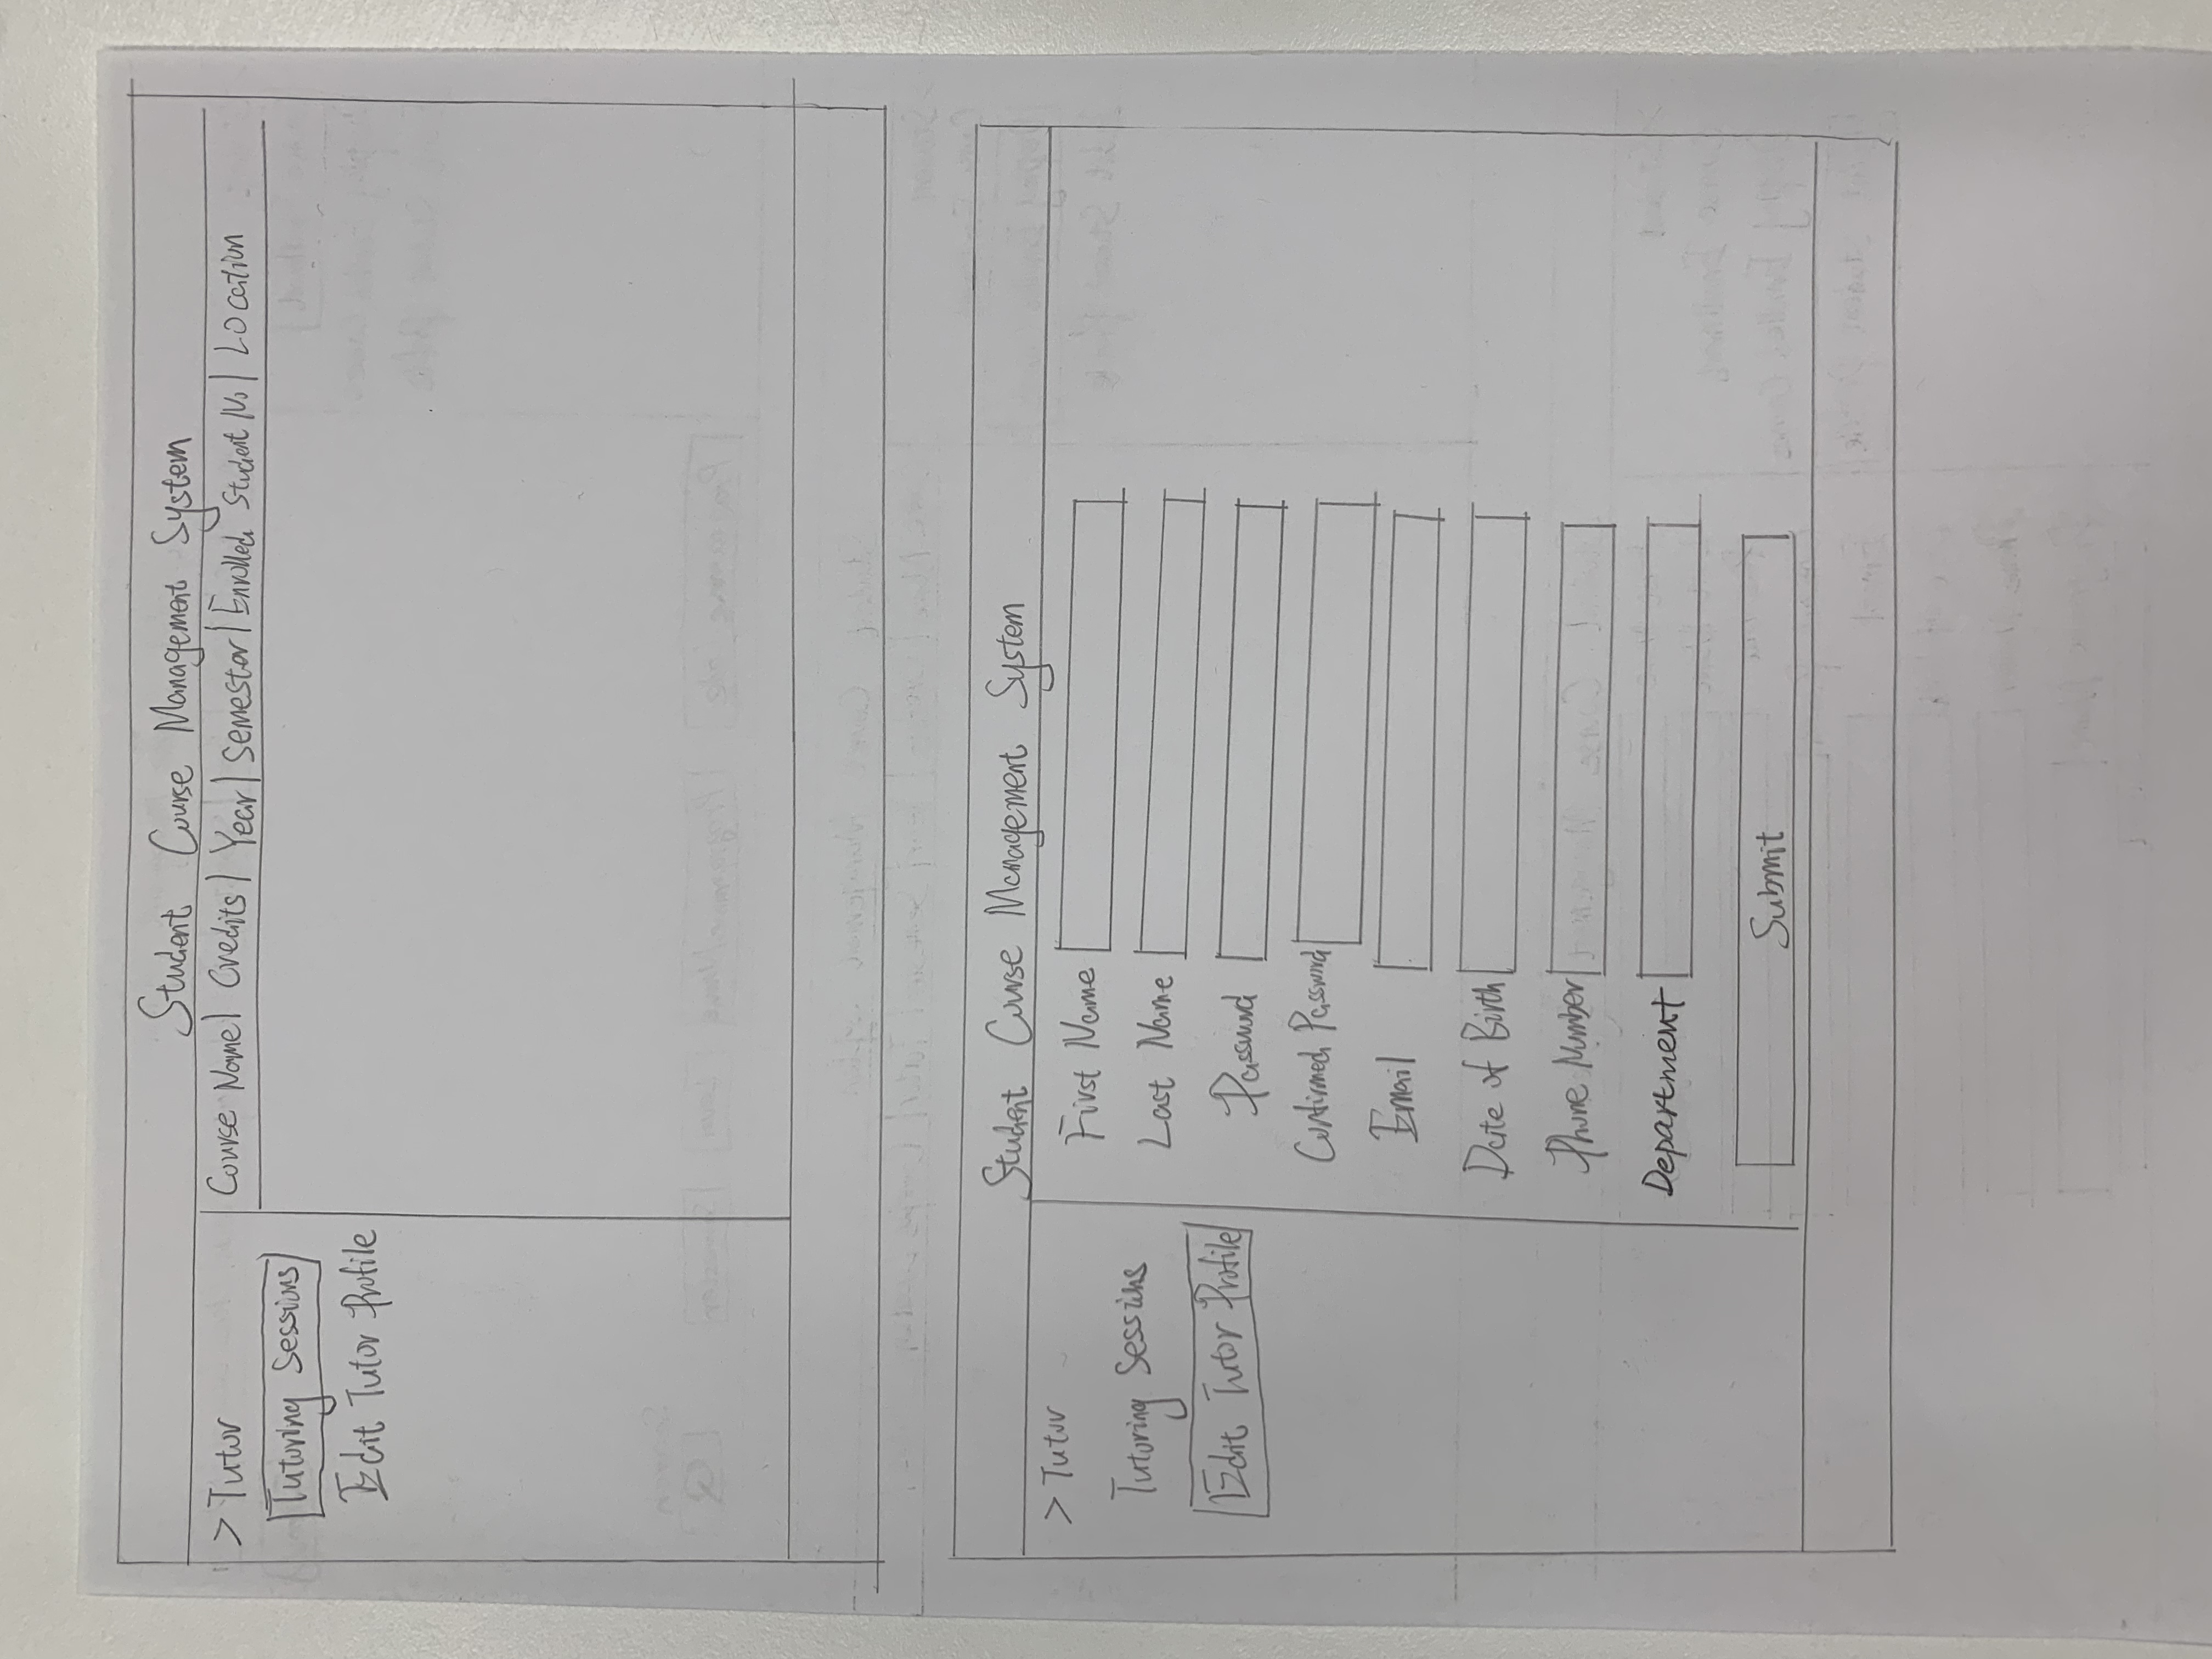 Student Course Management System
> Tutor
Course Name | Credits | Year | Semester | Enrolled Student No | Location
Tutoring Sessions
Edit Tutor Profile
Student Course Management System
> Tutor
First Name
Tutoring Sessions
Last Name
Edit Tutor Profile
Password
Confirmed Password
Email
Date of Birth
Phone Number
Department
Submit